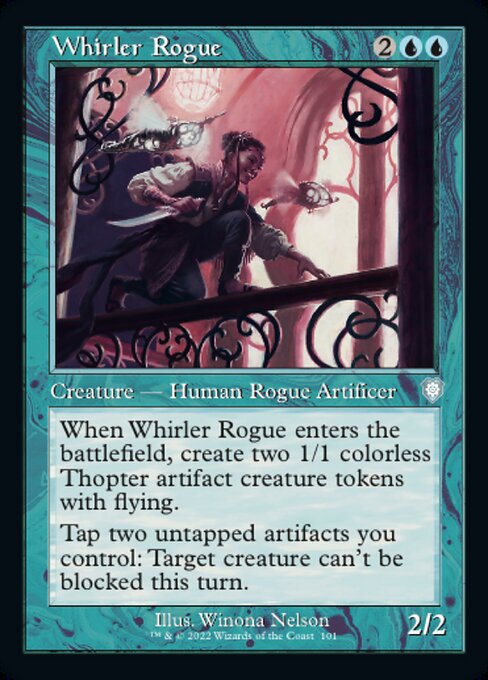 Whirler Rogue 2
Creature — Human Rogue Artificer
When Whirler Rogue enters the
battlefield, create two 1/1 colorless
Thopter artifact creature tokens
with flying.
Tap two untapped artifacts you
control: Target creature can't be
blocked this turn.
Illus. Winona Nelson
™ & © 2022 Wizards of the Coast 101
2/2